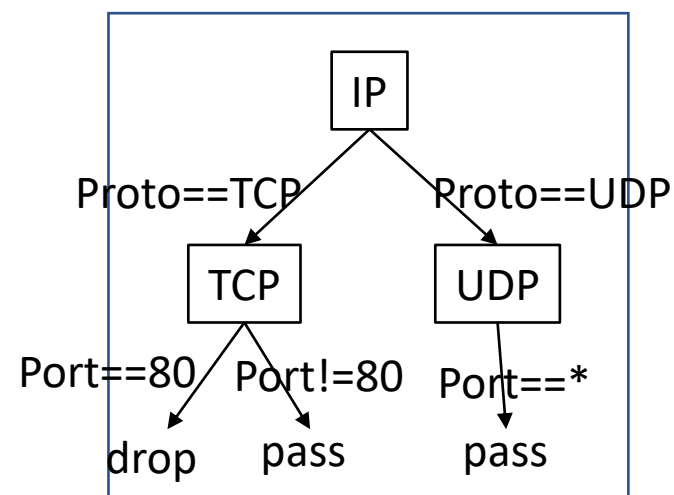 IP
Proto==TCP Proto==UDP
TCP UDP
Port==80 Port!=80 Port==*
drop pass pass